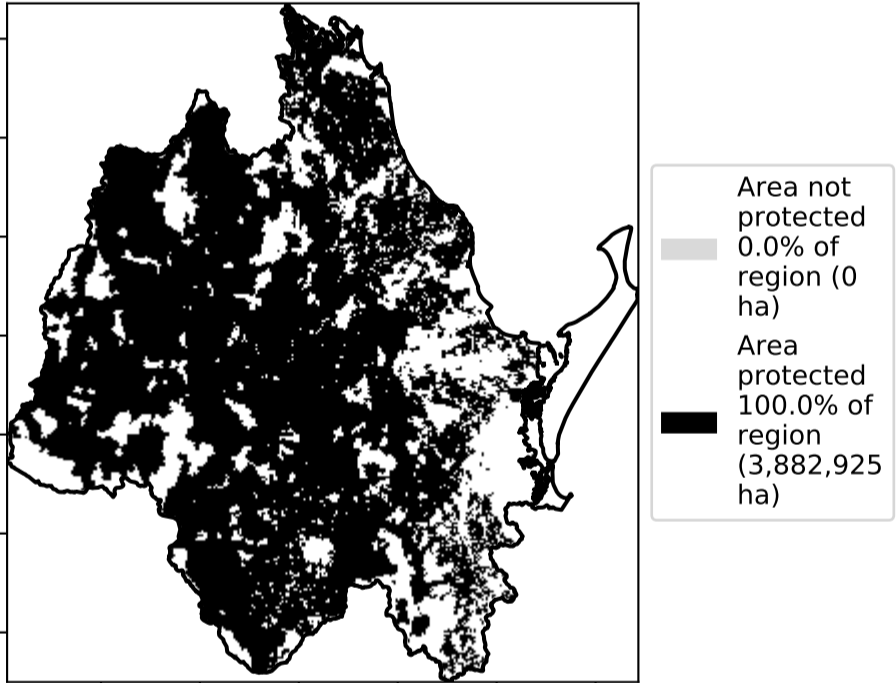 Area not
protected
0.0% of
region (0
ha)
Area
protected
100.0% of
region
(3,882,925
ha)